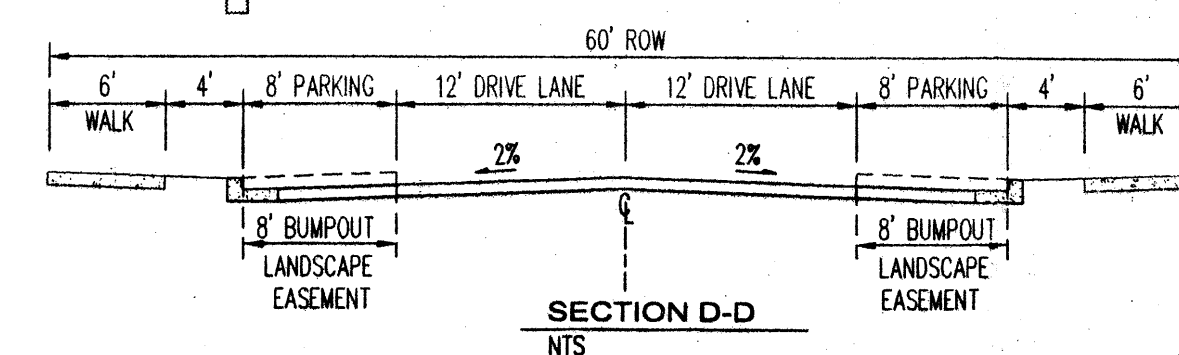 60' ROW
6' 4' 8' PARKING 12' DRIVE LANE 12' DRIVE LANE 8' PARKING 4' 6'
WALK WALK
2% 2%
℄
8' BUMPOUT 8' BUMPOUT
LANDSCAPE LANDSCAPE
EASEMENT EASEMENT
SECTION D-D
NTS